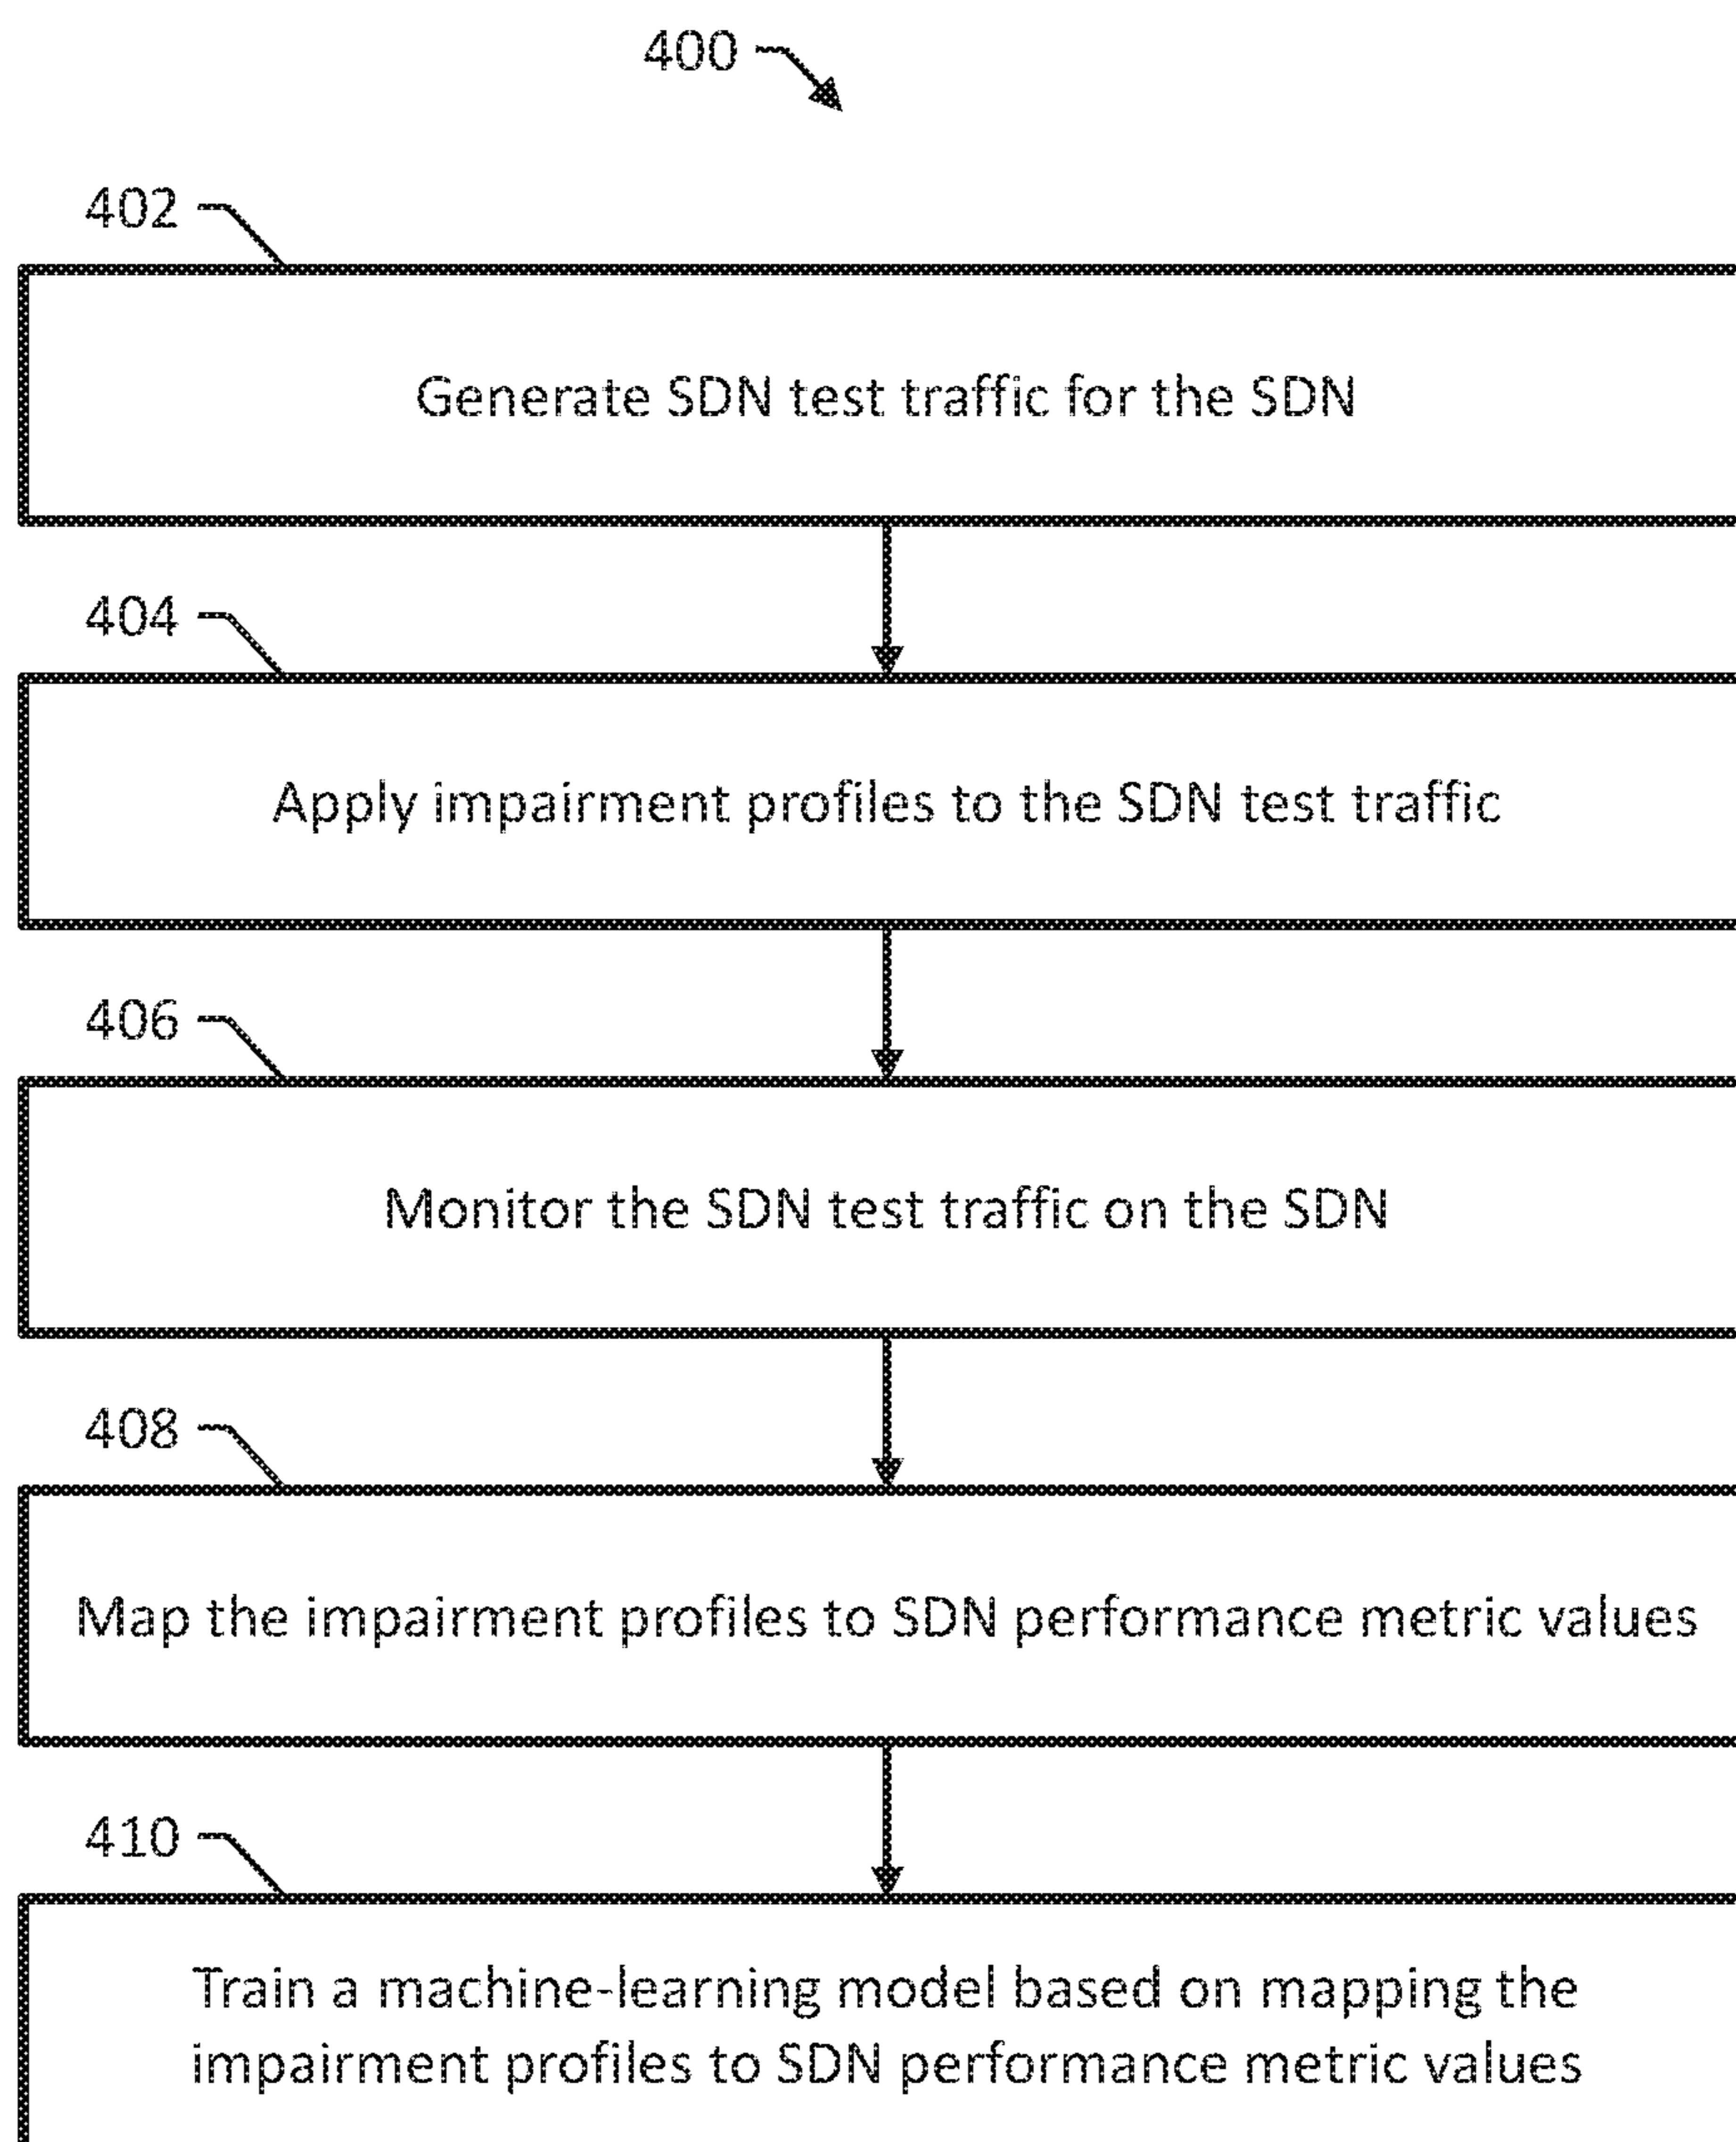 400
402
Generate SDN test traffic for the SDN
404
Apply impairment profiles to the SDN test traffic
406
Monitor the SDN test traffic on the SDN
408
Map the impairment profiles to SDN performance metric values
410
Train a machine-learning model based on mapping the
impairment profiles to SDN performance metric values